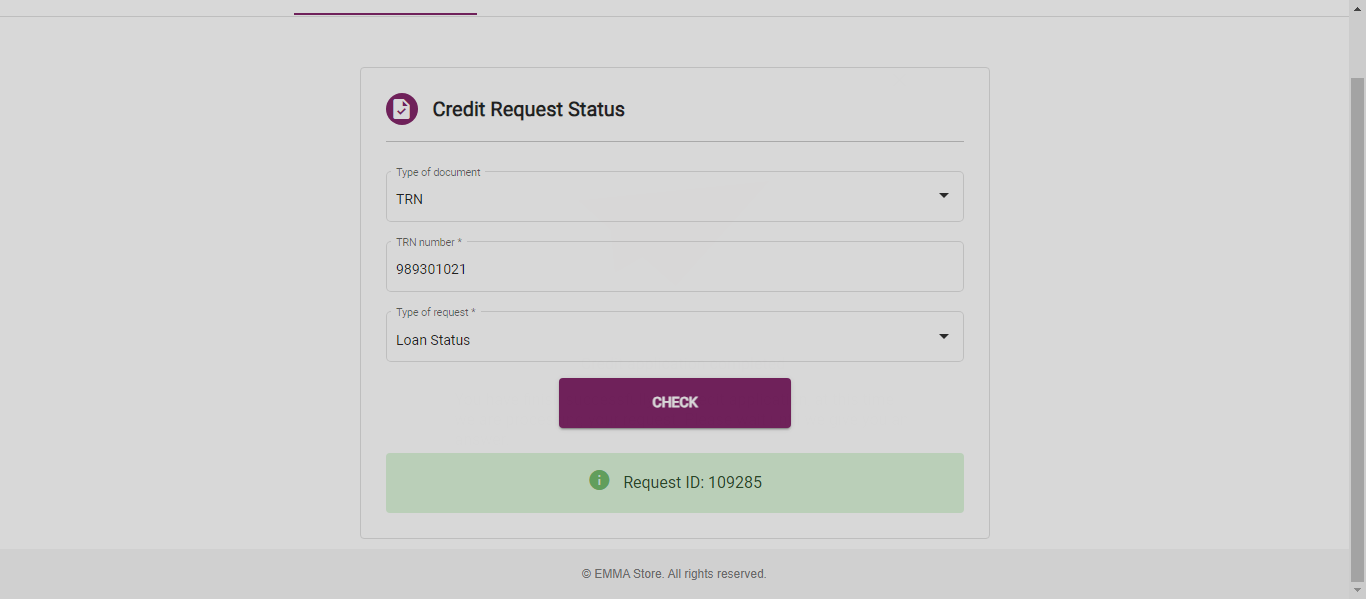 Credit Request Status
Type of document
TRN
TRN number *
989301021
Type of request *
Loan Status
CHECK
Request ID: 109285
© EMMA Store. All rights reserved.